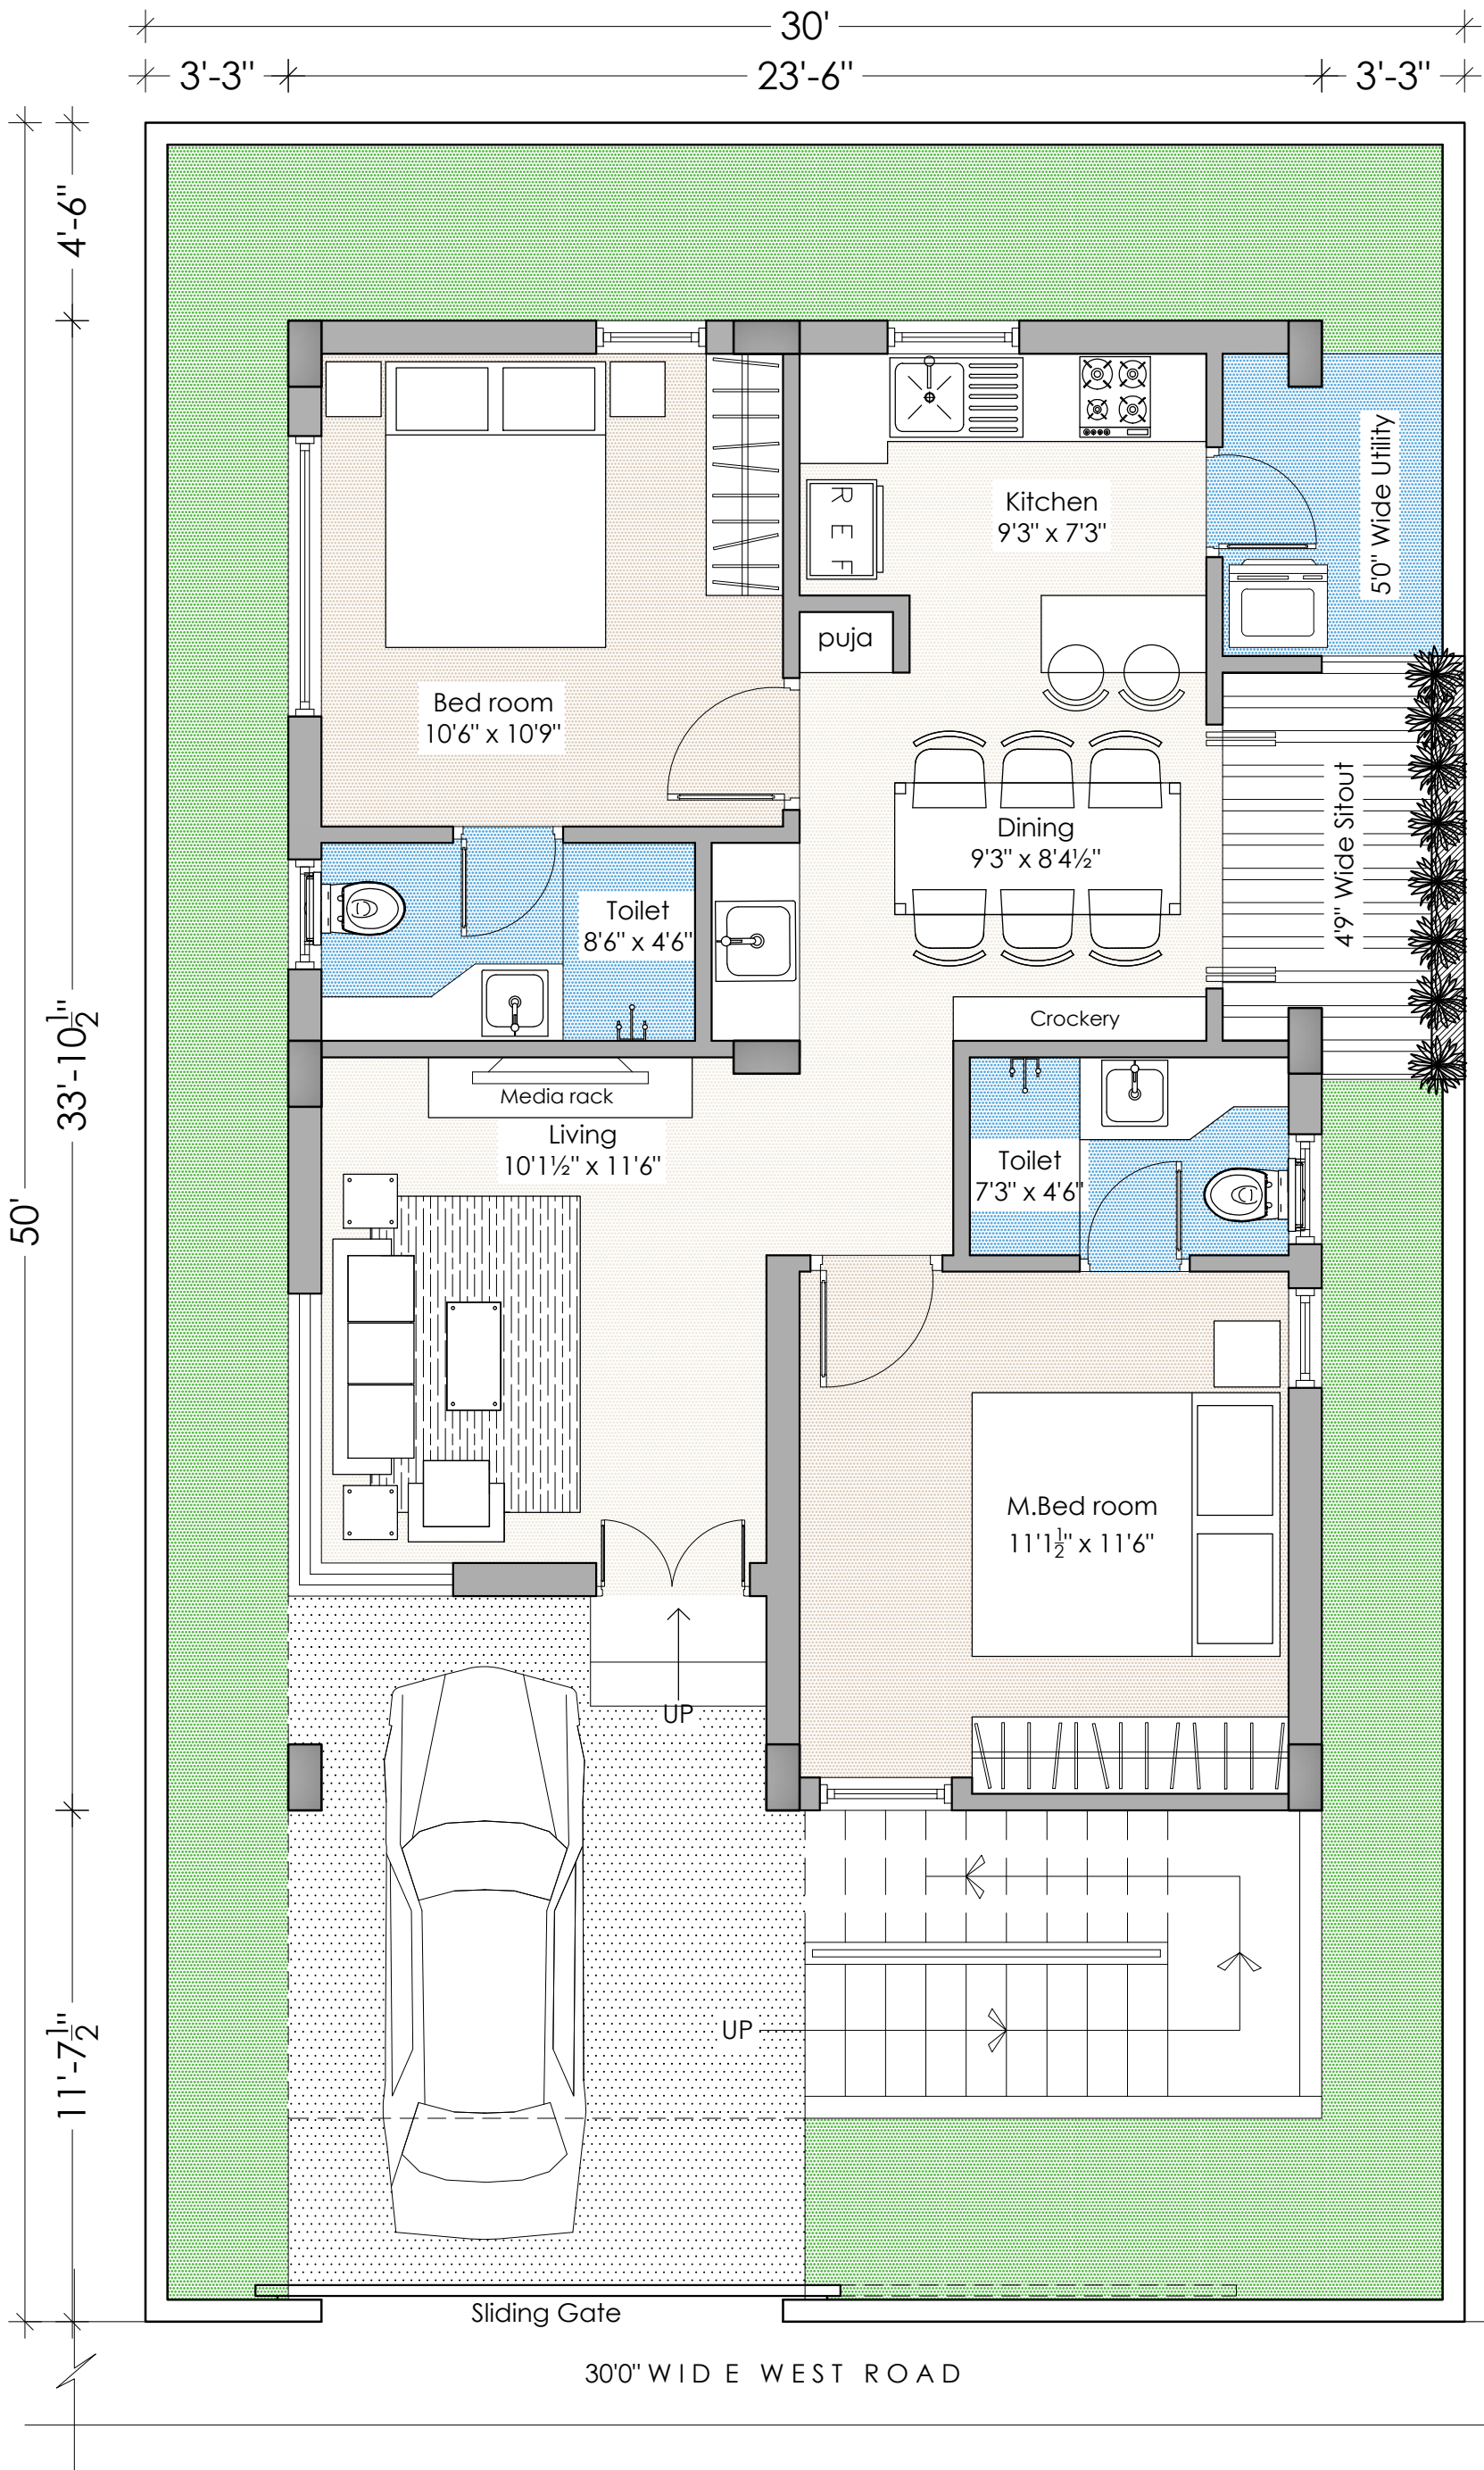 30'
3'-3" 23'-6" 3'-3"
4'-6"
5'0" Wide Utility
Kitchen
9'3" x 7'3"
REF
puja
Bed room
10'6" x 10'9"
Dining
9'3" x 8'4½"
4'9" Wide Sitout
Toilet
8'6" x 4'6"
Crockery
33'-10½"
Media rack
Living
10'1½" x 11'6"
Toilet
7'3" x 4'6"
50'
M.Bed room
11'1½" x 11'6"
UP
UP
11'-7½"
Sliding Gate
30'0" WIDE WEST ROAD